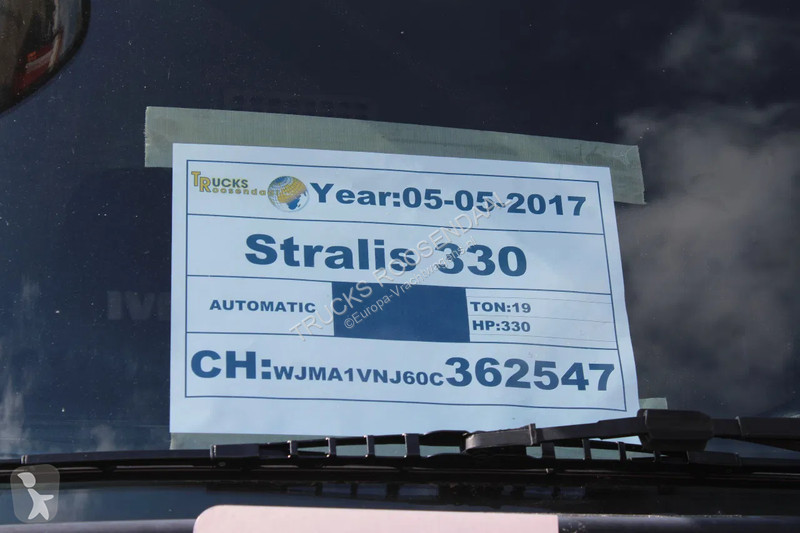 TRUCKS
Roosendaal
Year:05-05-2017
Stralis 330
AUTOMATIC
TON:19
HP:330
CH:WJMA1VNJ60C362547
TRUCKS ROOSENDAAL
©Europa-Vrachtwagens